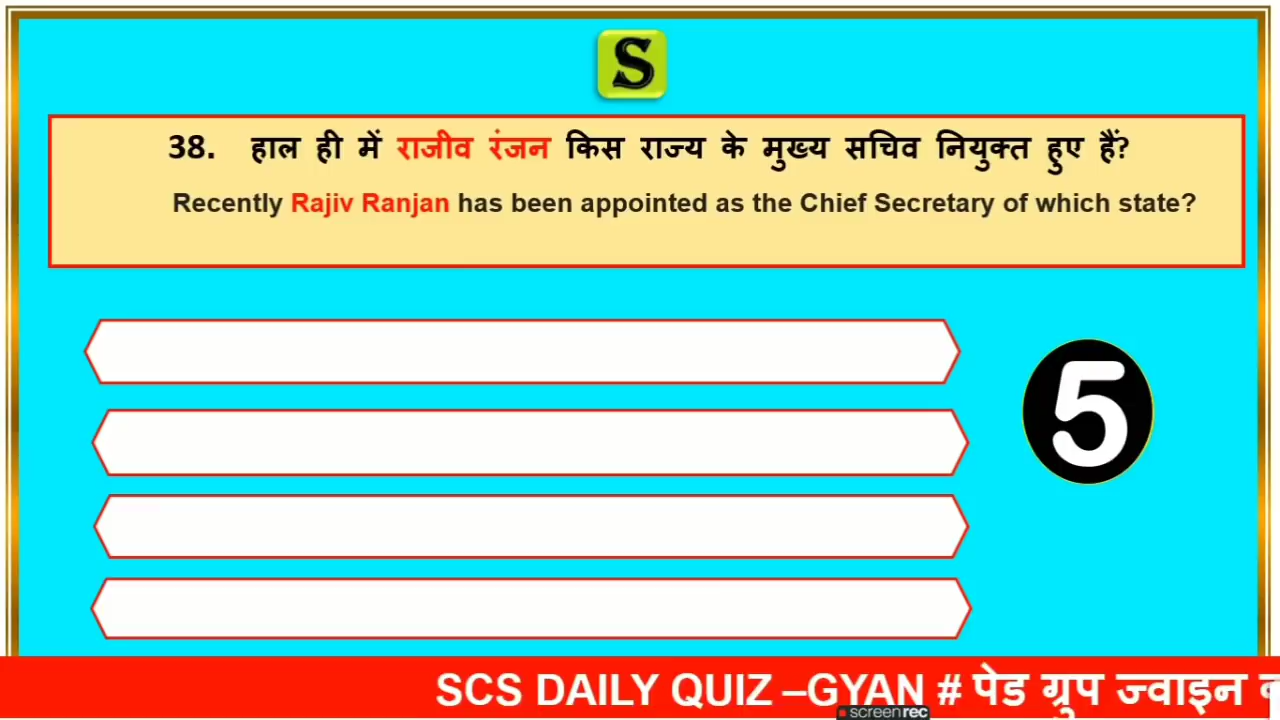 S
38. हाल ही में राजीव रंजन किस राज्य के मुख्य सचिव नियुक्त हुए हैं?
Recently Rajiv Ranjan has been appointed as the Chief Secretary of which state?
5
SCS DAILY QUIZ –GYAN # पेड ग्रुप ज्वाइन
screenrec